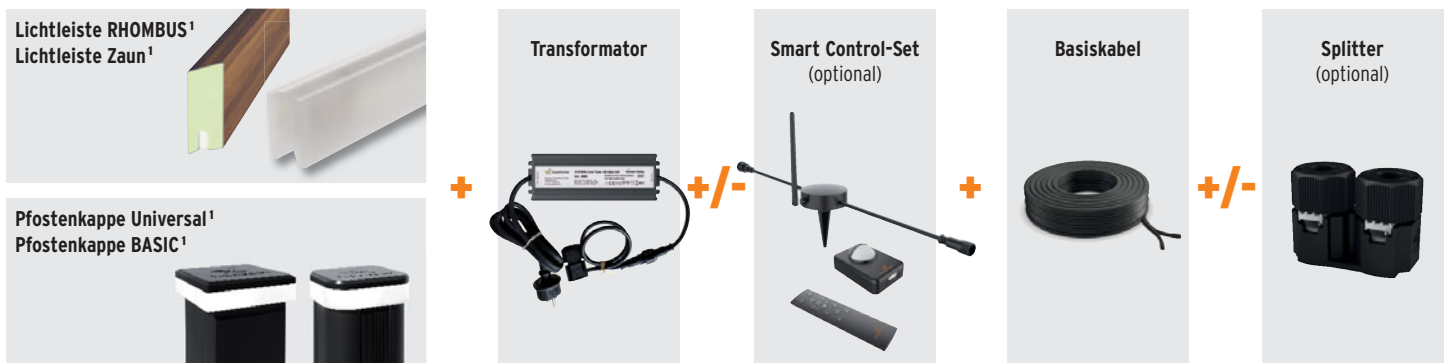 Lichtleiste RHOMBUS¹
Lichtleiste Zaun¹
Pfostenkappe Universal¹
Pfostenkappe BASIC¹
+
Transformator
+/-
Smart Control-Set
(optional)
+
Basiskabel
+/-
Splitter
(optional)